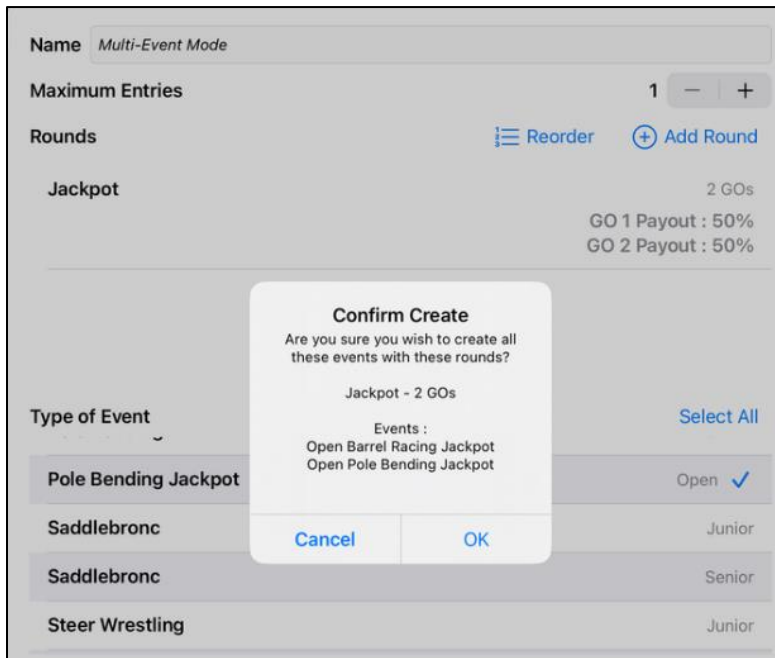 Name Multi-Event Mode
Maximum Entries 1 − +
Rounds Reorder Add Round
Jackpot 2 GOs
GO 1 Payout : 50%
GO 2 Payout : 50%
Confirm Create
Are you sure you wish to create all
these events with these rounds?
Jackpot - 2 GOs
Events :
Open Barrel Racing Jackpot
Open Pole Bending Jackpot
Cancel OK
Type of Event Select All
Pole Bending Jackpot Open
Saddlebronc Junior
Saddlebronc Senior
Steer Wrestling Junior